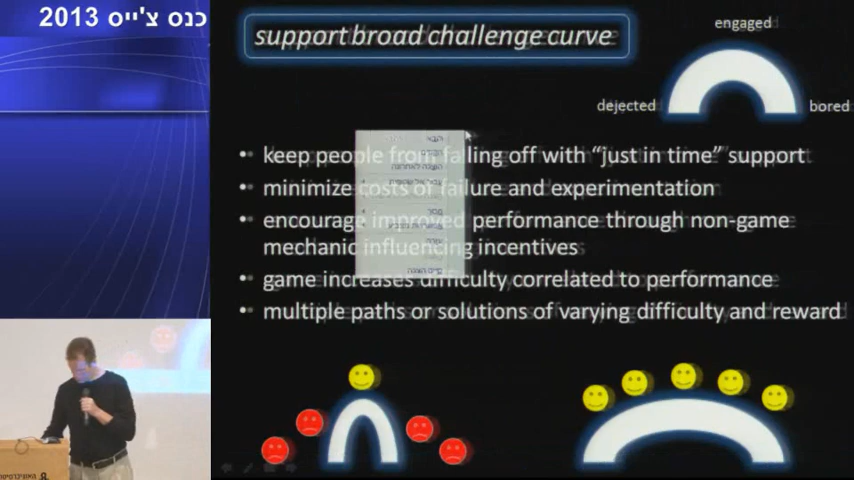 כנס צ'ייס 2013
support broad challenge curve
engaged
dejected
bored
• keep people from falling off with “just in time” support
• minimize costs of failure and experimentation
• encourage improved performance through non-game
mechanic influencing incentives
• game increases difficulty correlated to performance
• multiple paths or solutions of varying difficulty and reward